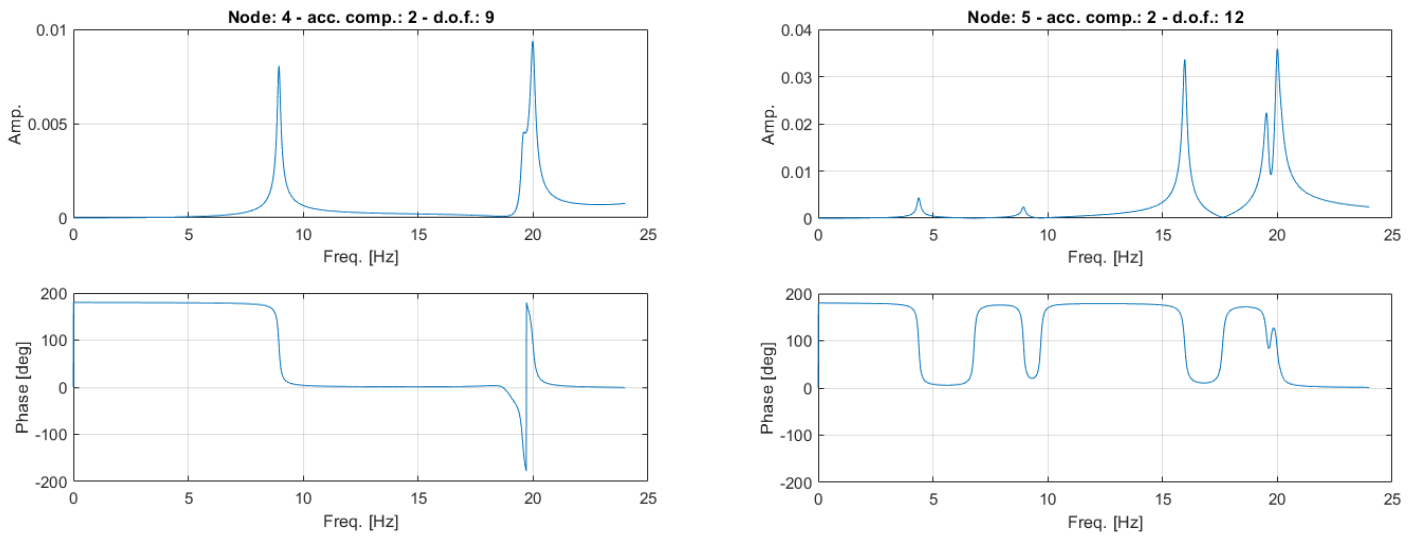 Node: 4 - acc. comp.: 2 - d.o.f.: 9
0.01
0.005
0
Amp.
0 5 10 15 20 25
Freq. [Hz]
200
100
0
-100
-200
Phase [deg]
0 5 10 15 20 25
Freq. [Hz]
Node: 5 - acc. comp.: 2 - d.o.f.: 12
0.04
0.03
0.02
0.01
0
Amp.
0 5 10 15 20 25
Freq. [Hz]
200
100
0
-100
-200
Phase [deg]
0 5 10 15 20 25
Freq. [Hz]